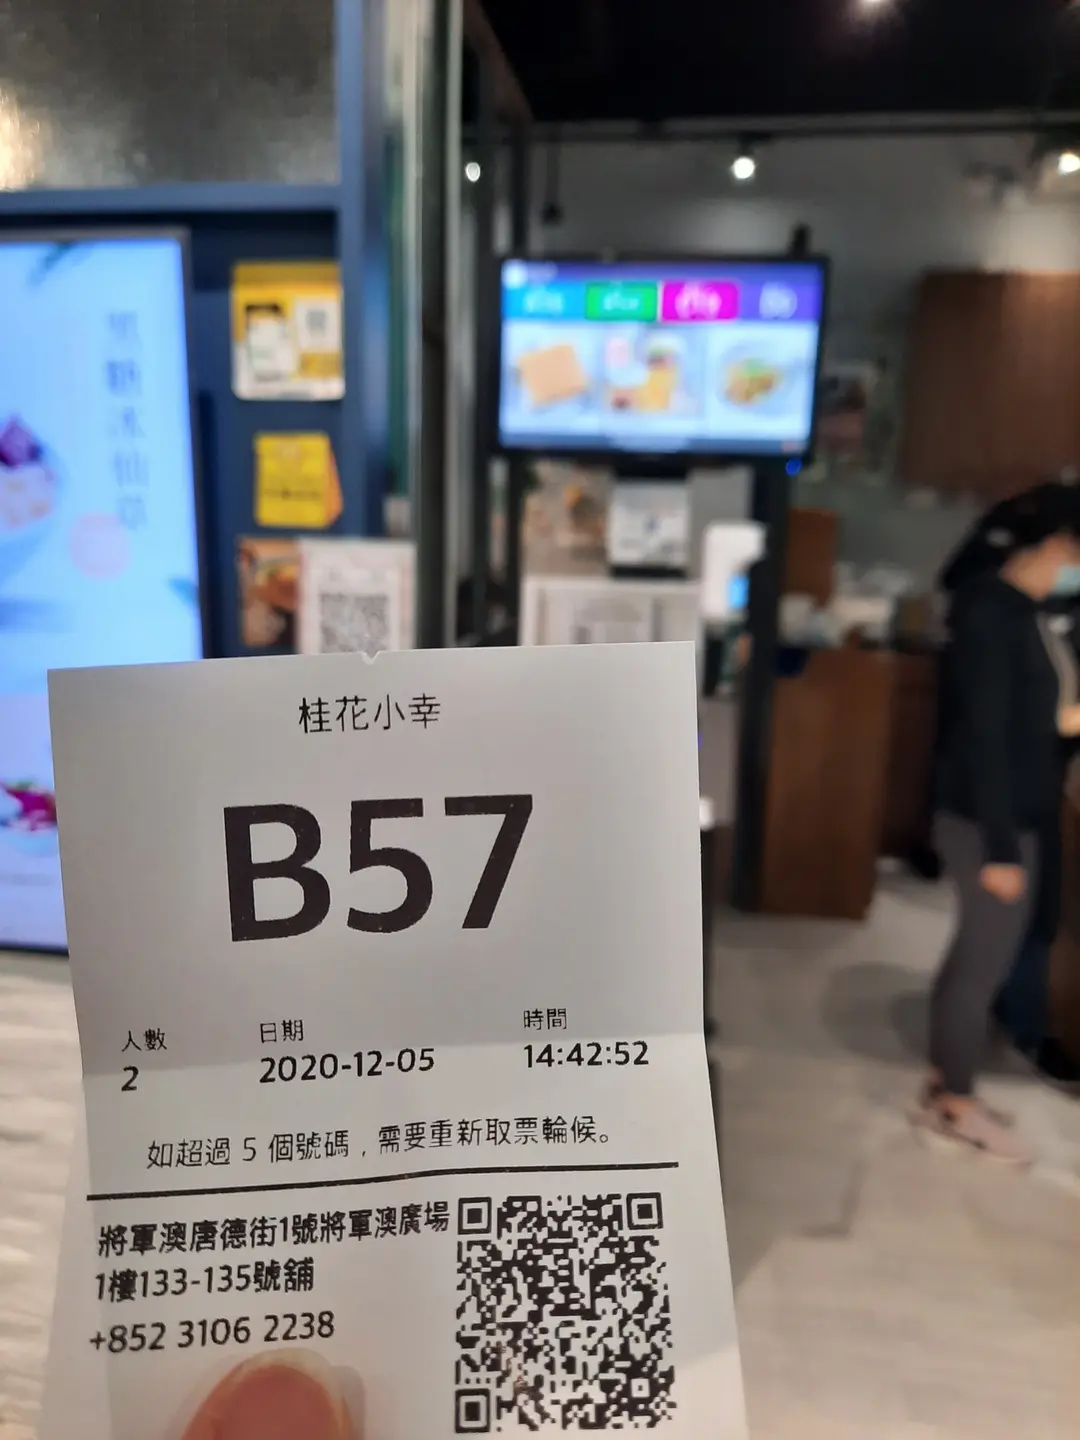 桂花小幸
B57
人數 日期 時間
2 2020-12-05 14:42:52
如超過 5 個號碼，需要重新取票輪候。
將軍澳唐德街1號將軍澳廣場
1樓133-135號舖
+852 3106 2238